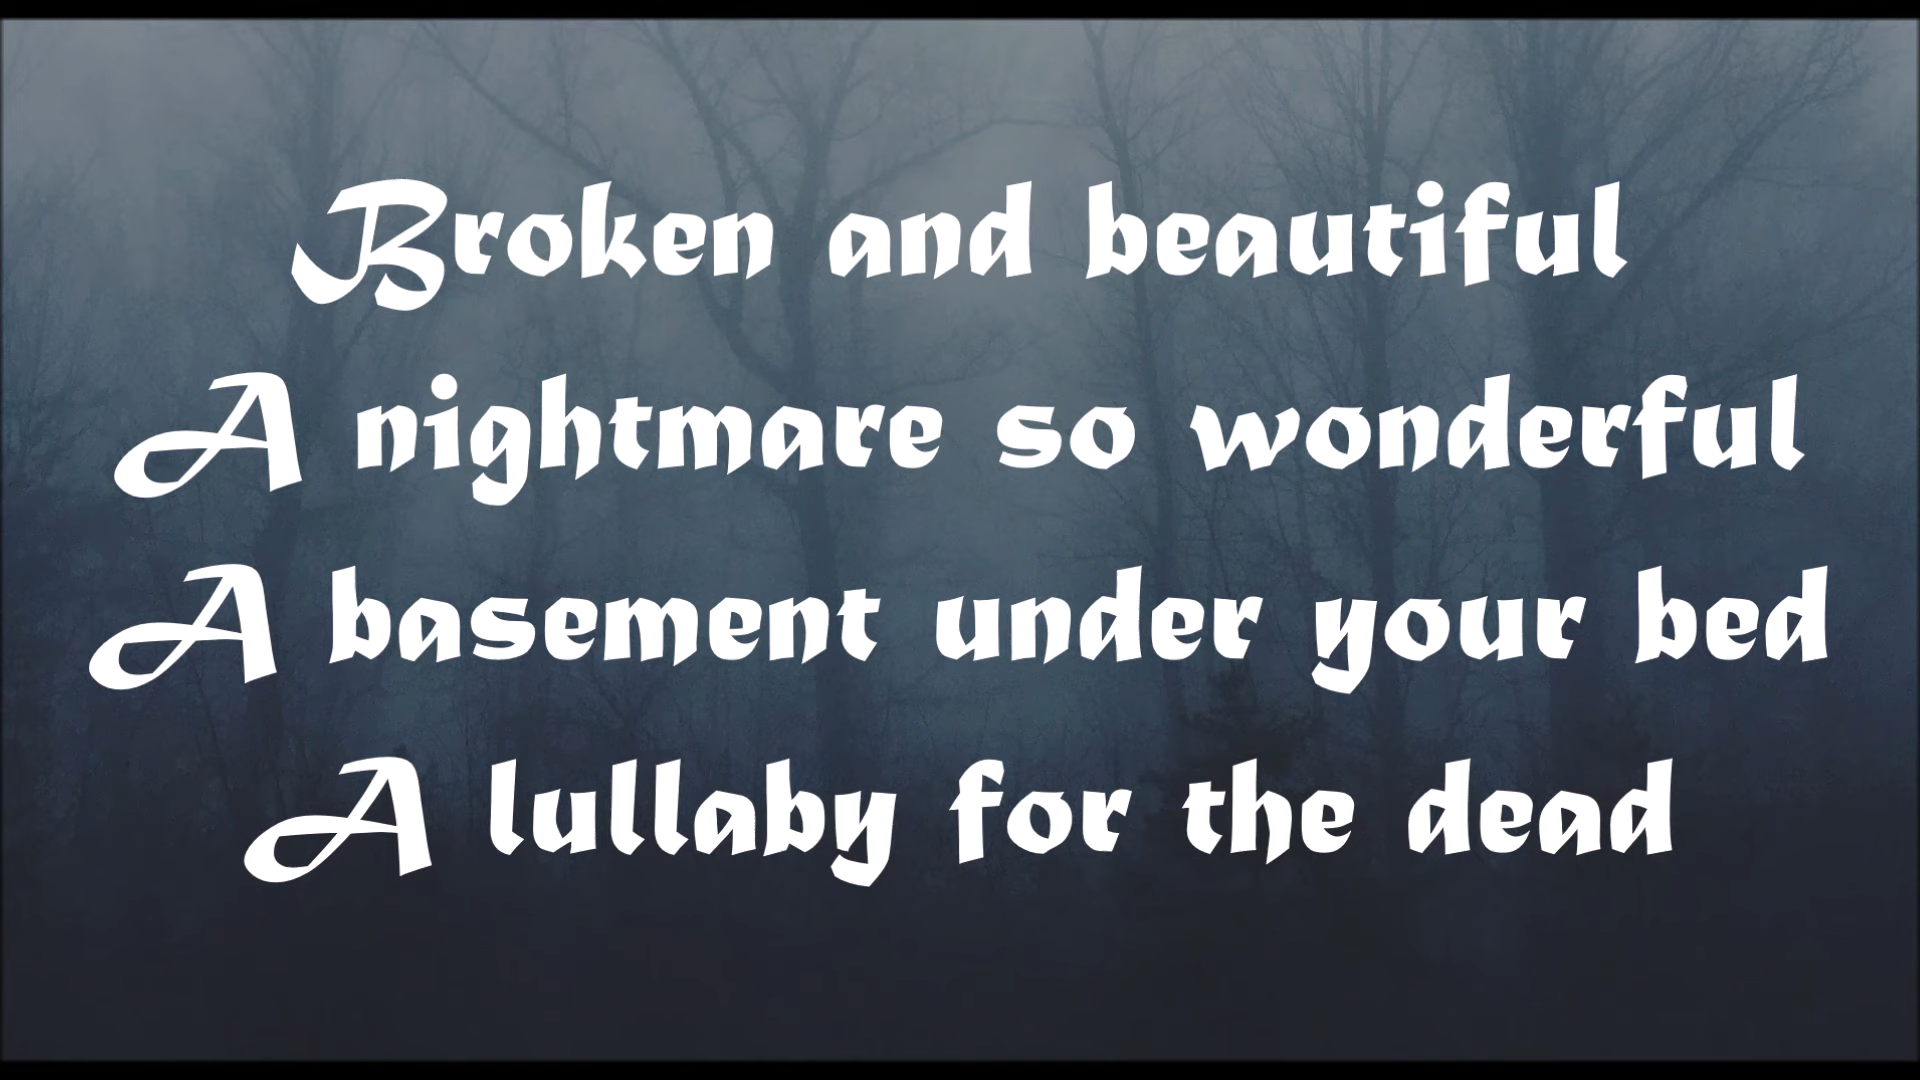 Broken and beautiful
A nightmare so wonderful
A basement under your bed
A lullaby for the dead